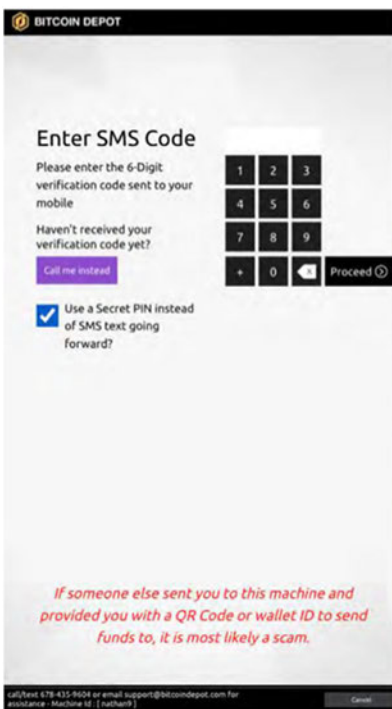 BITCOIN DEPOT
Enter SMS Code
Please enter the 6-Digit
verification code sent to your
mobile
Haven't received your
verification code yet?
Call me instead
Use a Secret PIN instead
of SMS text going
forward?
1 2 3
4 5 6
7 8 9
+ 0 x
Proceed
If someone else sent you to this machine and
provided you with a QR Code or wallet ID to send
funds to, it is most likely a scam.
call/text 678-435-9604 or email support@bitcoindepot.com for
assistance - Machine Id : [ nathan9 ]
Cancel